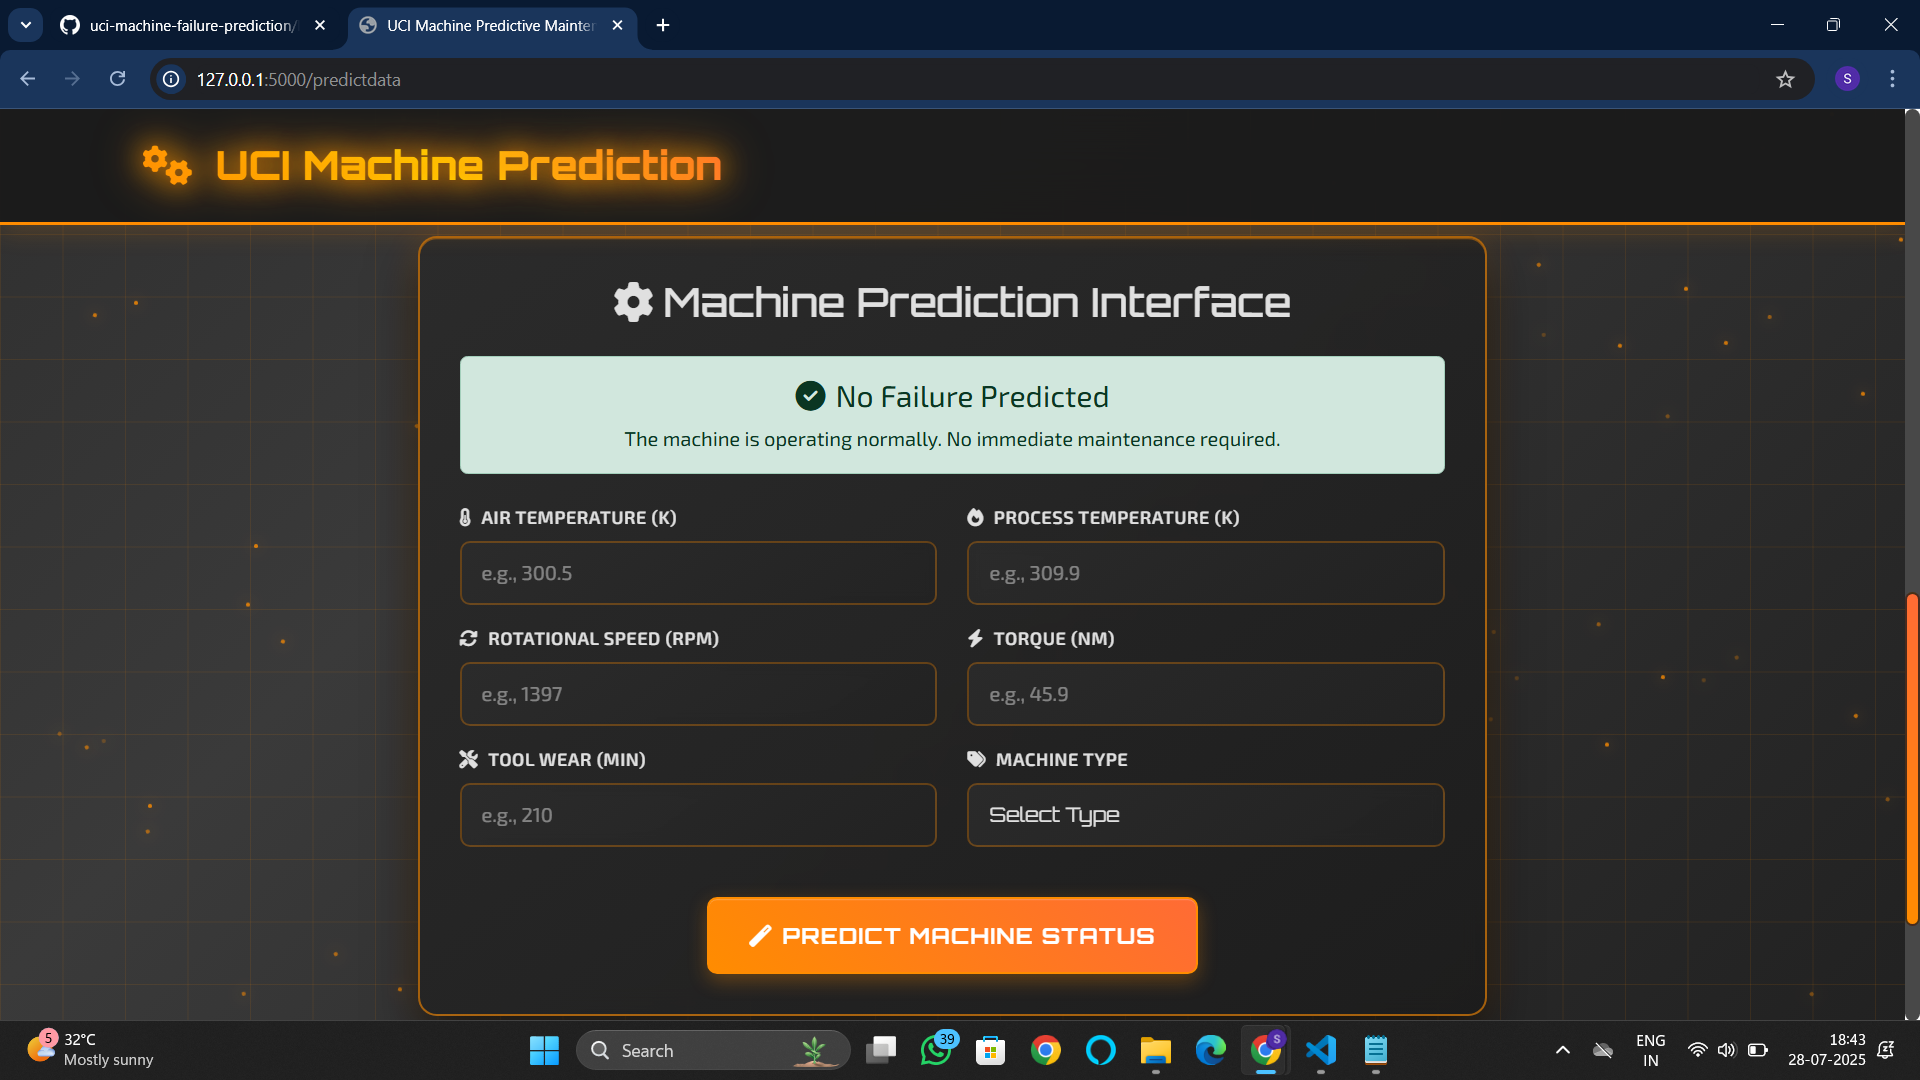 uci-machine-failure-prediction/
UCI Machine Predictive Mainten
127.0.0.1:5000/predictdata
S
UCI Machine Prediction
Machine Prediction Interface
No Failure Predicted
The machine is operating normally. No immediate maintenance required.
AIR TEMPERATURE (K)
PROCESS TEMPERATURE (K)
e.g., 300.5
e.g., 309.9
ROTATIONAL SPEED (RPM)
TORQUE (NM)
e.g., 1397
e.g., 45.9
TOOL WEAR (MIN)
MACHINE TYPE
e.g., 210
Select Type
PREDICT MACHINE STATUS
5
32°C
Mostly sunny
Search
39
S
ENG
IN
18:43
28-07-2025